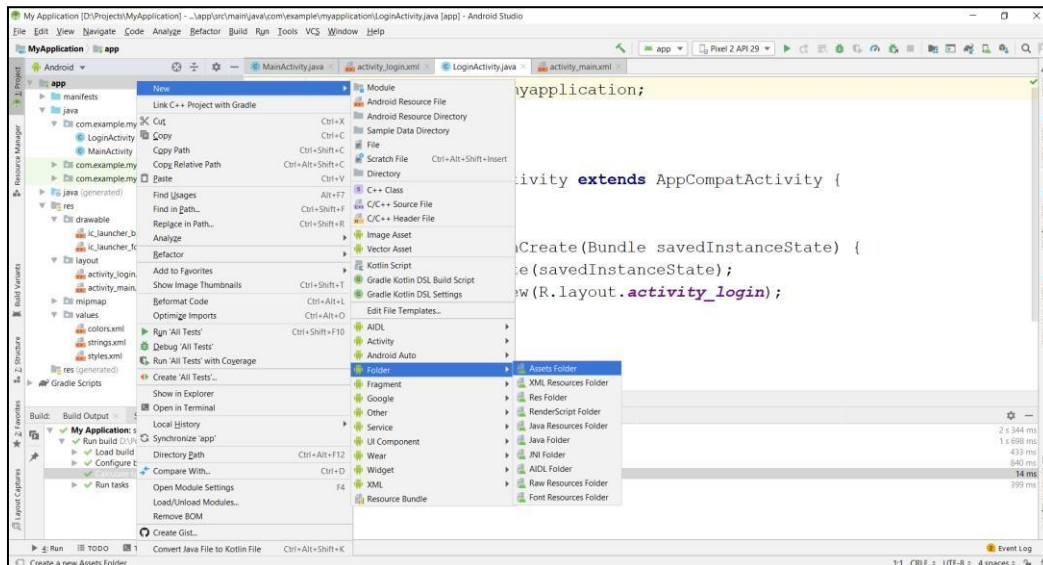 My Application [D:\Projects\MyApplication] - ...\app\src\main\java\com\example\myapplication\LoginActivity.java [app] - Android Studio
File Edit View Navigate Code Analyze Refactor Build Run Tools VCS Window Help
MyApplication app
app Pixel 2 API 29
Android
MainActivity.java activity_login.xml LoginActivity.java activity_main.xml
1: Project
Resource Manager
Build Variants
2: Structure
2: Favorites
Layout Captures
app
manifests
java
com.example.my
LoginActivity
MainActivity
com.example.my
com.example.my
java (generated)
res
drawable
ic_launcher_b
ic_launcher_fo
layout
activity_login.
activity_main.
mipmap
values
colors.xml
strings.xml
styles.xml
res (generated)
Gradle Scripts
New
Link C++ Project with Gradle
Cut Ctrl+X
Copy Ctrl+C
Copy Path Ctrl+Shift+C
Copy Relative Path Ctrl+Alt+Shift+C
Paste Ctrl+V
Find Usages Alt+F7
Find in Path... Ctrl+Shift+F
Replace in Path... Ctrl+Shift+R
Analyze
Refactor
Add to Favorites
Show Image Thumbnails Ctrl+Shift+T
Reformat Code Ctrl+Alt+L
Optimize Imports Ctrl+Alt+O
Run 'All Tests' Ctrl+Shift+F10
Debug 'All Tests'
Run 'All Tests' with Coverage
Create 'All Tests'...
Show in Explorer
Open in Terminal
Local History
Synchronize 'app'
Directory Path Ctrl+Alt+F12
Compare With... Ctrl+D
Open Module Settings F4
Load/Unload Modules...
Remove BOM
Create Gist...
Convert Java File to Kotlin File Ctrl+Alt+Shift+K
Module
Android Resource File
Android Resource Directory
Sample Data Directory
File
Scratch File Ctrl+Alt+Shift+Insert
Directory
C++ Class
C/C++ Source File
C/C++ Header File
Image Asset
Vector Asset
Kotlin Script
Gradle Kotlin DSL Build Script
Gradle Kotlin DSL Settings
Edit File Templates...
AIDL
Activity
Android Auto
Folder
Fragment
Google
Other
Service
UI Component
Wear
Widget
XML
Resource Bundle
Assets Folder
XML Resources Folder
Res Folder
RenderScript Folder
Java Resources Folder
Java Folder
JNI Folder
AIDL Folder
Raw Resources Folder
Font Resources Folder
myapplication;
ivity extends AppCompatActivity {
nCreate(Bundle savedInstanceState) {
te(savedInstanceState);
ew(R.layout.activity_login);
Build: Build Output
My Application: s 2 s 344 ms
Run build D:\Pr 1 s 698 ms
Load build 433 ms
Configure b 840 ms
14 ms
Run tasks 399 ms
4: Run TODO Event Log
Create a new Assets Folder 1:1 CRLF UTF-8 4 spaces